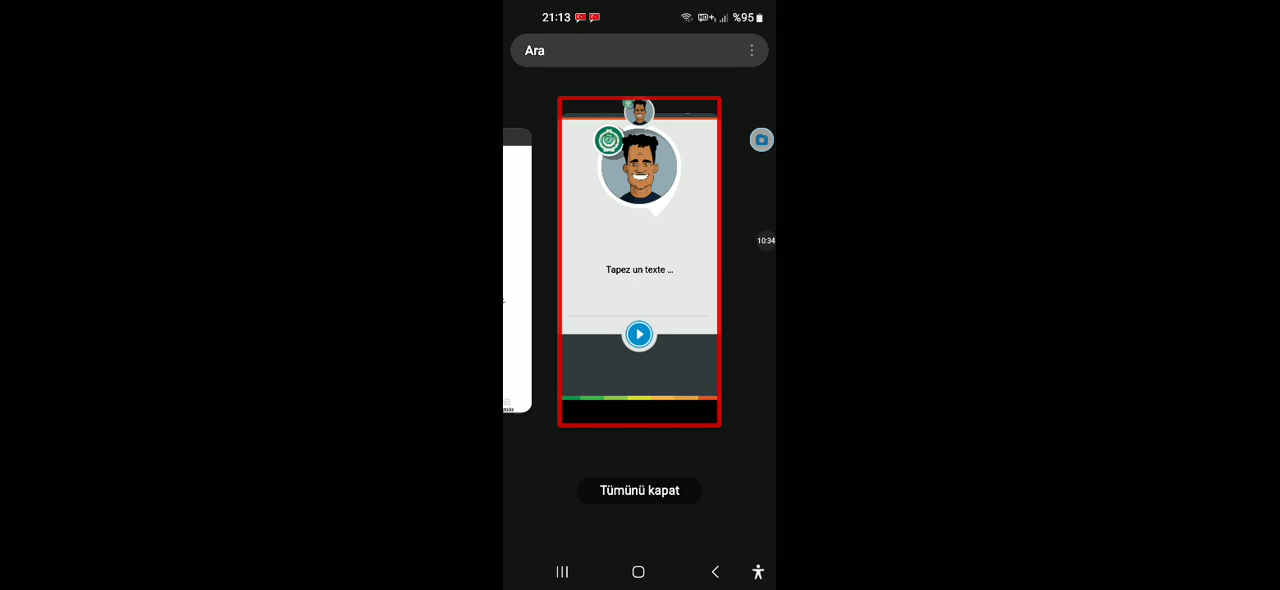 21:13 %95
Ara
10:34
Tapez un texte ...
Tümünü kapat